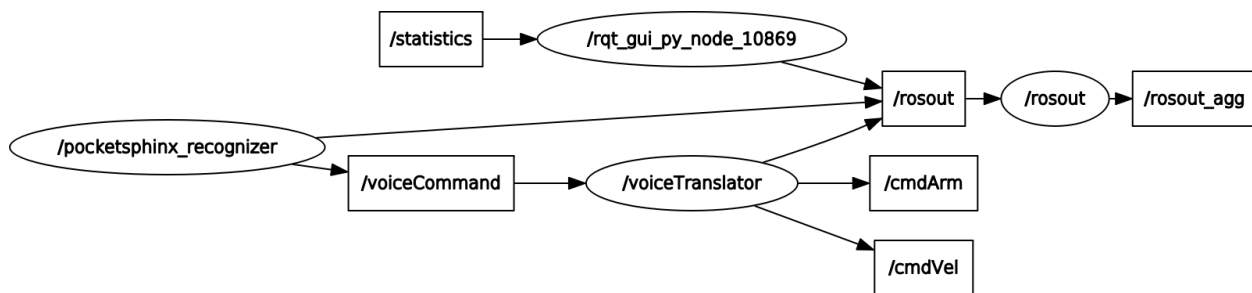 /statistics
/rqt_gui_py_node_10869
/rosout
/rosout
/rosout_agg
/pocketsphinx_recognizer
/voiceCommand
/voiceTranslator
/cmdArm
/cmdVel